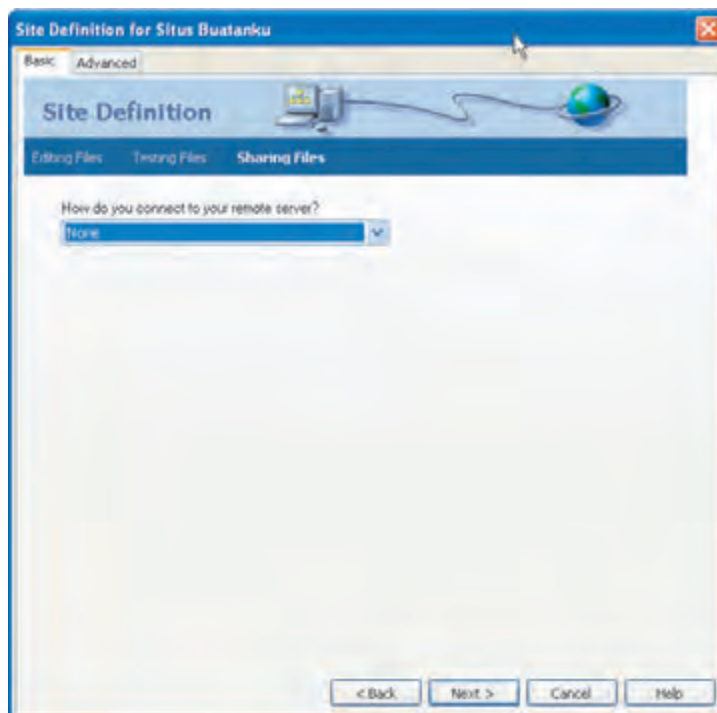 Site Definition for Situs Buatanku
Basic Advanced
Site Definition
Editing Files Testing Files Sharing Files
How do you connect to your remote server?
None
< Back Next > Cancel Help